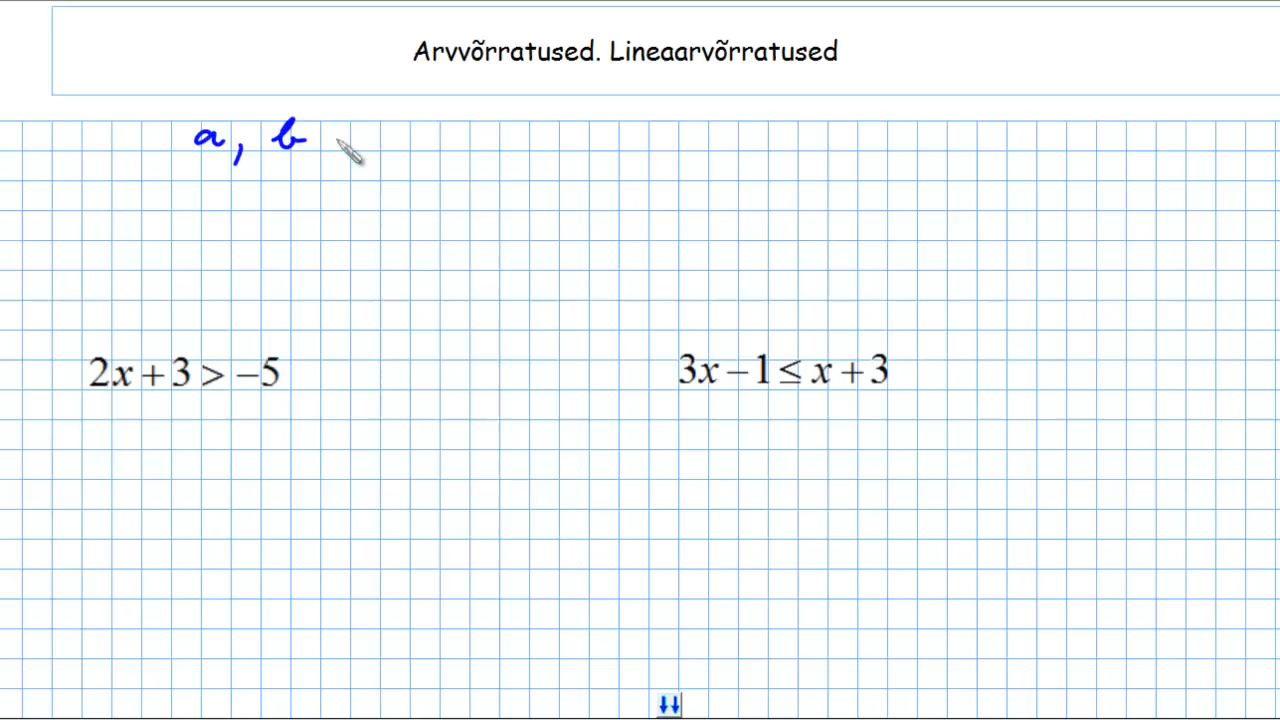 Arvvõrratused. Lineaarvõrratused
a, b
2x + 3 > −5
3x − 1 ≤ x + 3